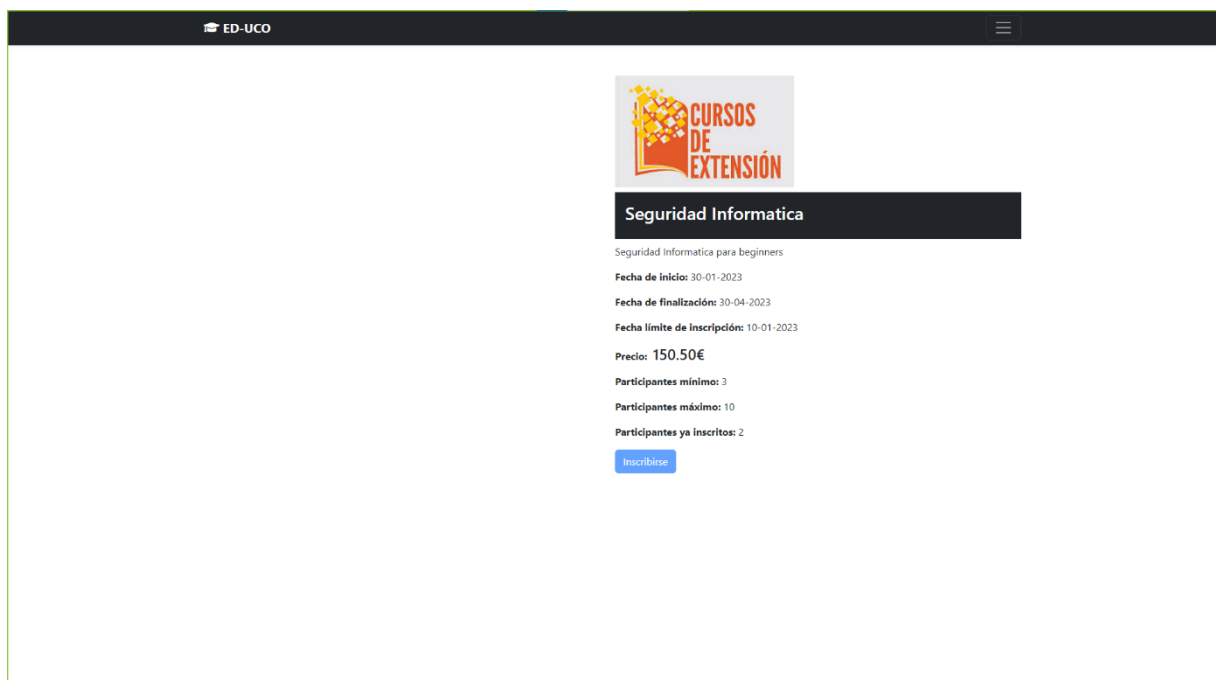 ED-UCO
CURSOS
DE
EXTENSIÓN
Seguridad Informatica
Seguridad Informatica para beginners
Fecha de inicio: 30-01-2023
Fecha de finalización: 30-04-2023
Fecha límite de inscripción: 10-01-2023
Precio: 150.50€
Participantes mínimo: 3
Participantes máximo: 10
Participantes ya inscritos: 2
Inscribirse